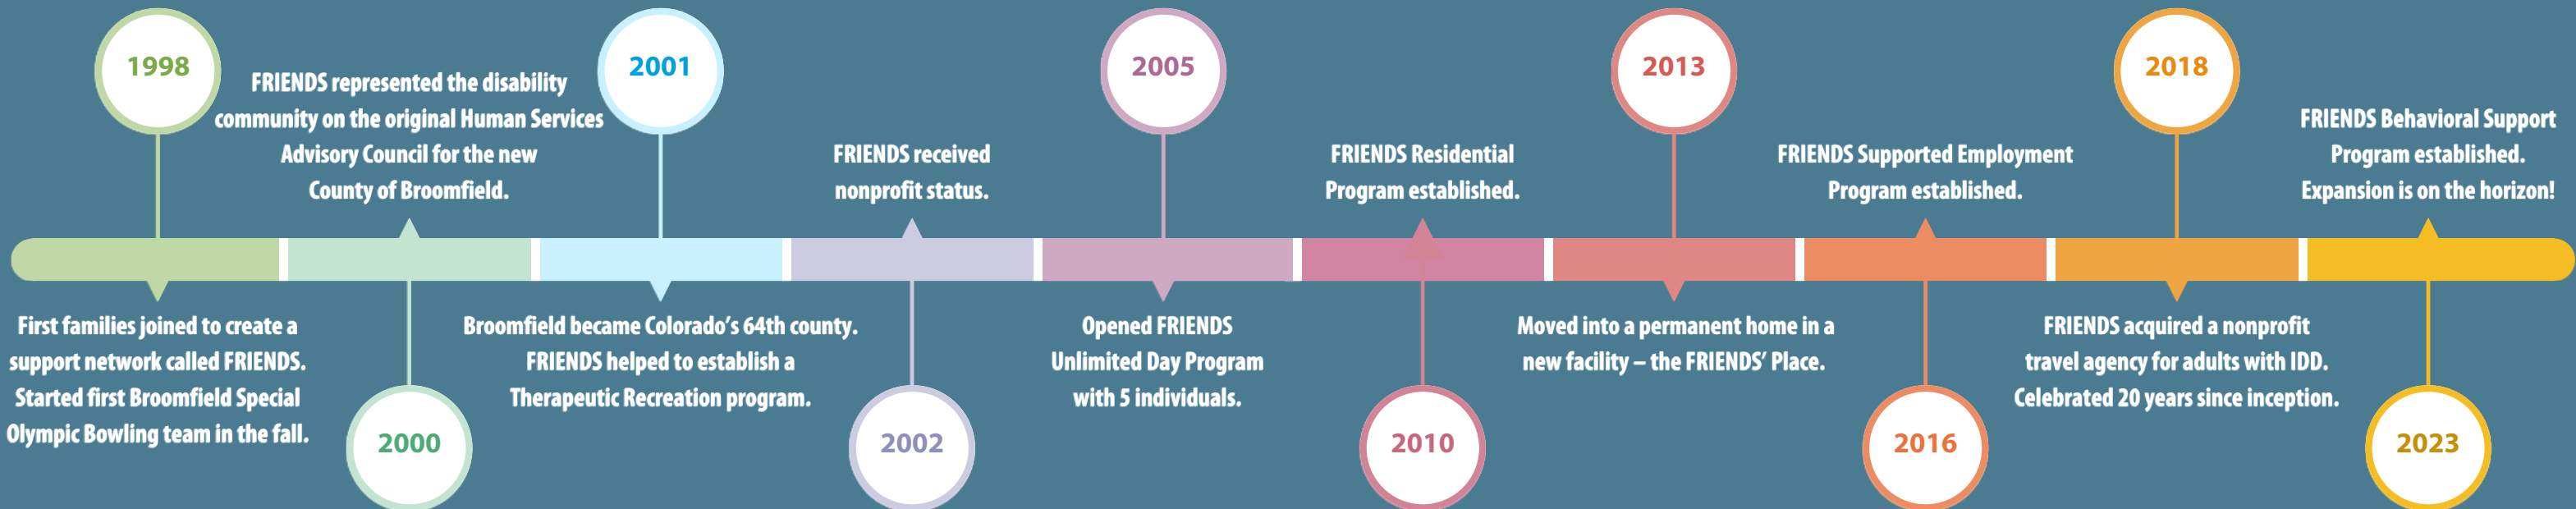 1998
First families joined to create a
support network called FRIENDS.
Started first Broomfield Special
Olympic Bowling team in the fall.
FRIENDS represented the disability
community on the original Human Services
Advisory Council for the new
County of Broomfield.
2000
2001
Broomfield became Colorado’s 64th county.
FRIENDS helped to establish a
Therapeutic Recreation program.
FRIENDS received
nonprofit status.
2002
2005
Opened FRIENDS
Unlimited Day Program
with 5 individuals.
FRIENDS Residential
Program established.
2010
2013
Moved into a permanent home in a
new facility – the FRIENDS’ Place.
FRIENDS Supported Employment
Program established.
2016
2018
FRIENDS acquired a nonprofit
travel agency for adults with IDD.
Celebrated 20 years since inception.
FRIENDS Behavioral Support
Program established.
Expansion is on the horizon!
2023